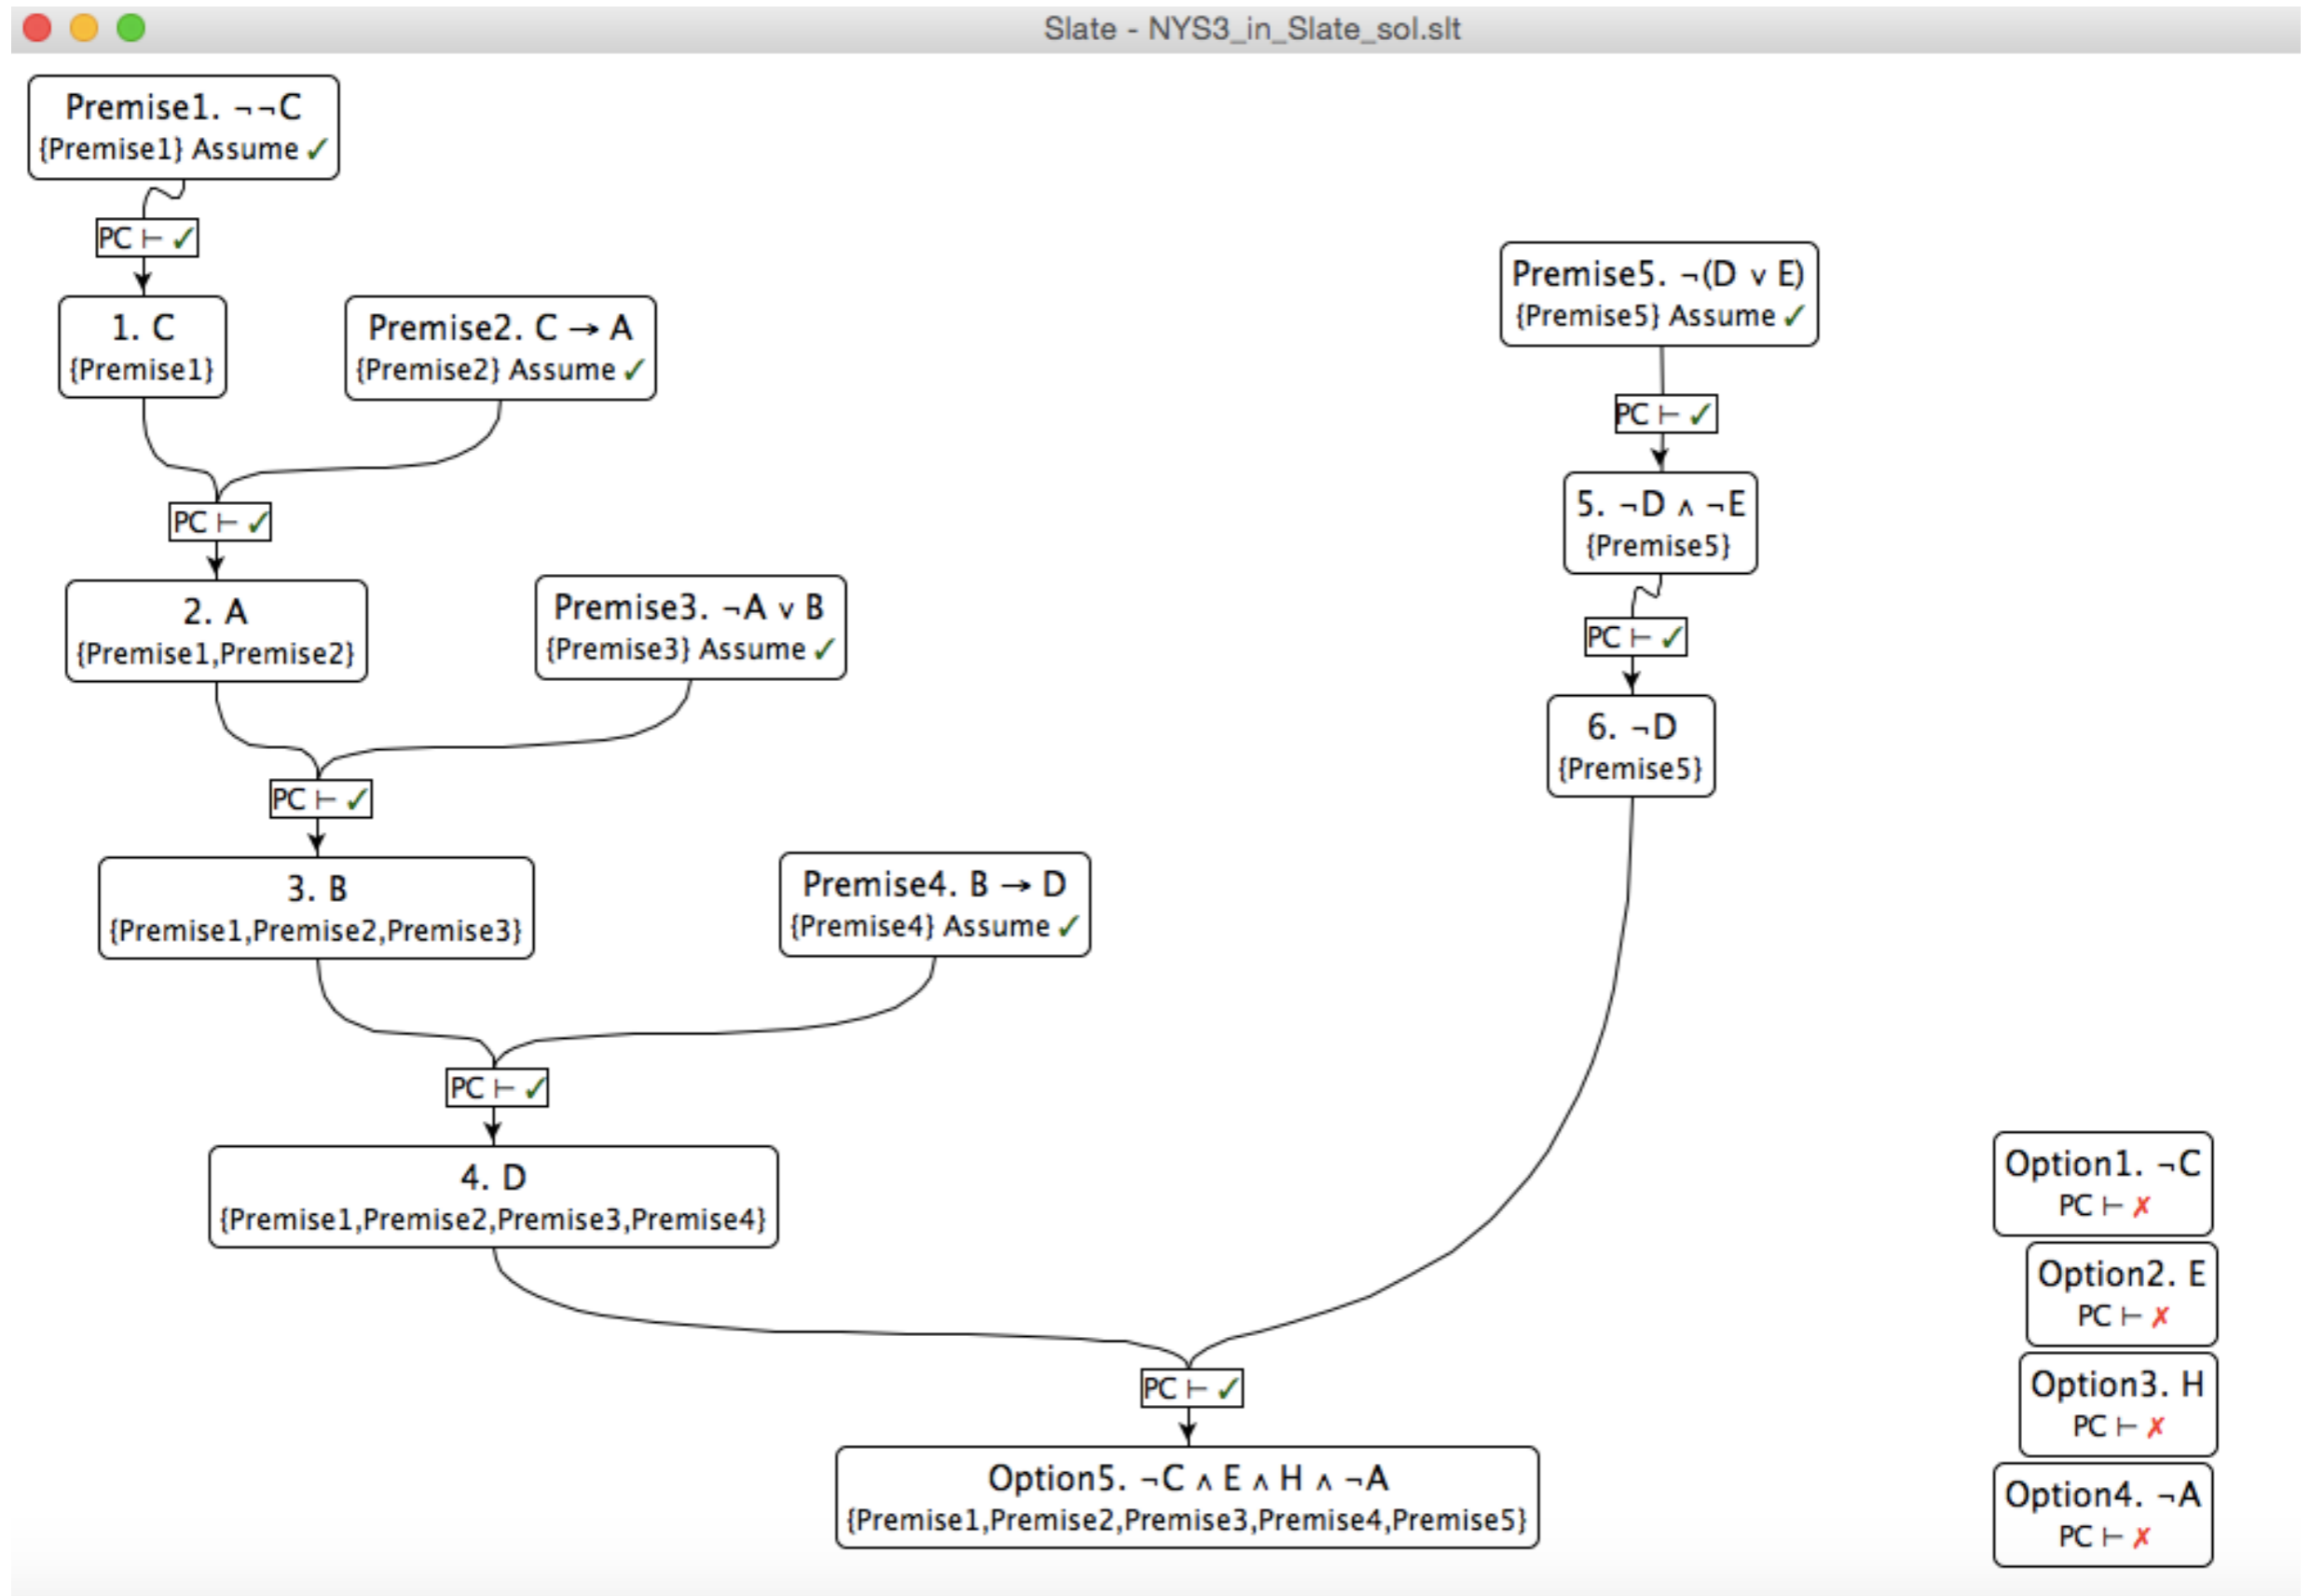 Slate - NYS3_in_Slate_sol.slt
Premise1. ¬¬C
{Premise1} Assume ✓
PC ⊢ ✓
1. C
{Premise1}
Premise2. C → A
{Premise2} Assume ✓
PC ⊢ ✓
2. A
{Premise1,Premise2}
Premise3. ¬A ∨ B
{Premise3} Assume ✓
PC ⊢ ✓
3. B
{Premise1,Premise2,Premise3}
Premise4. B → D
{Premise4} Assume ✓
PC ⊢ ✓
4. D
{Premise1,Premise2,Premise3,Premise4}
Premise5. ¬(D ∨ E)
{Premise5} Assume ✓
PC ⊢ ✓
5. ¬D ∧ ¬E
{Premise5}
PC ⊢ ✓
6. ¬D
{Premise5}
PC ⊢ ✓
Option5. ¬C ∧ E ∧ H ∧ ¬A
{Premise1,Premise2,Premise3,Premise4,Premise5}
Option1. ¬C
PC ⊢ ✗
Option2. E
PC ⊢ ✗
Option3. H
PC ⊢ ✗
Option4. ¬A
PC ⊢ ✗